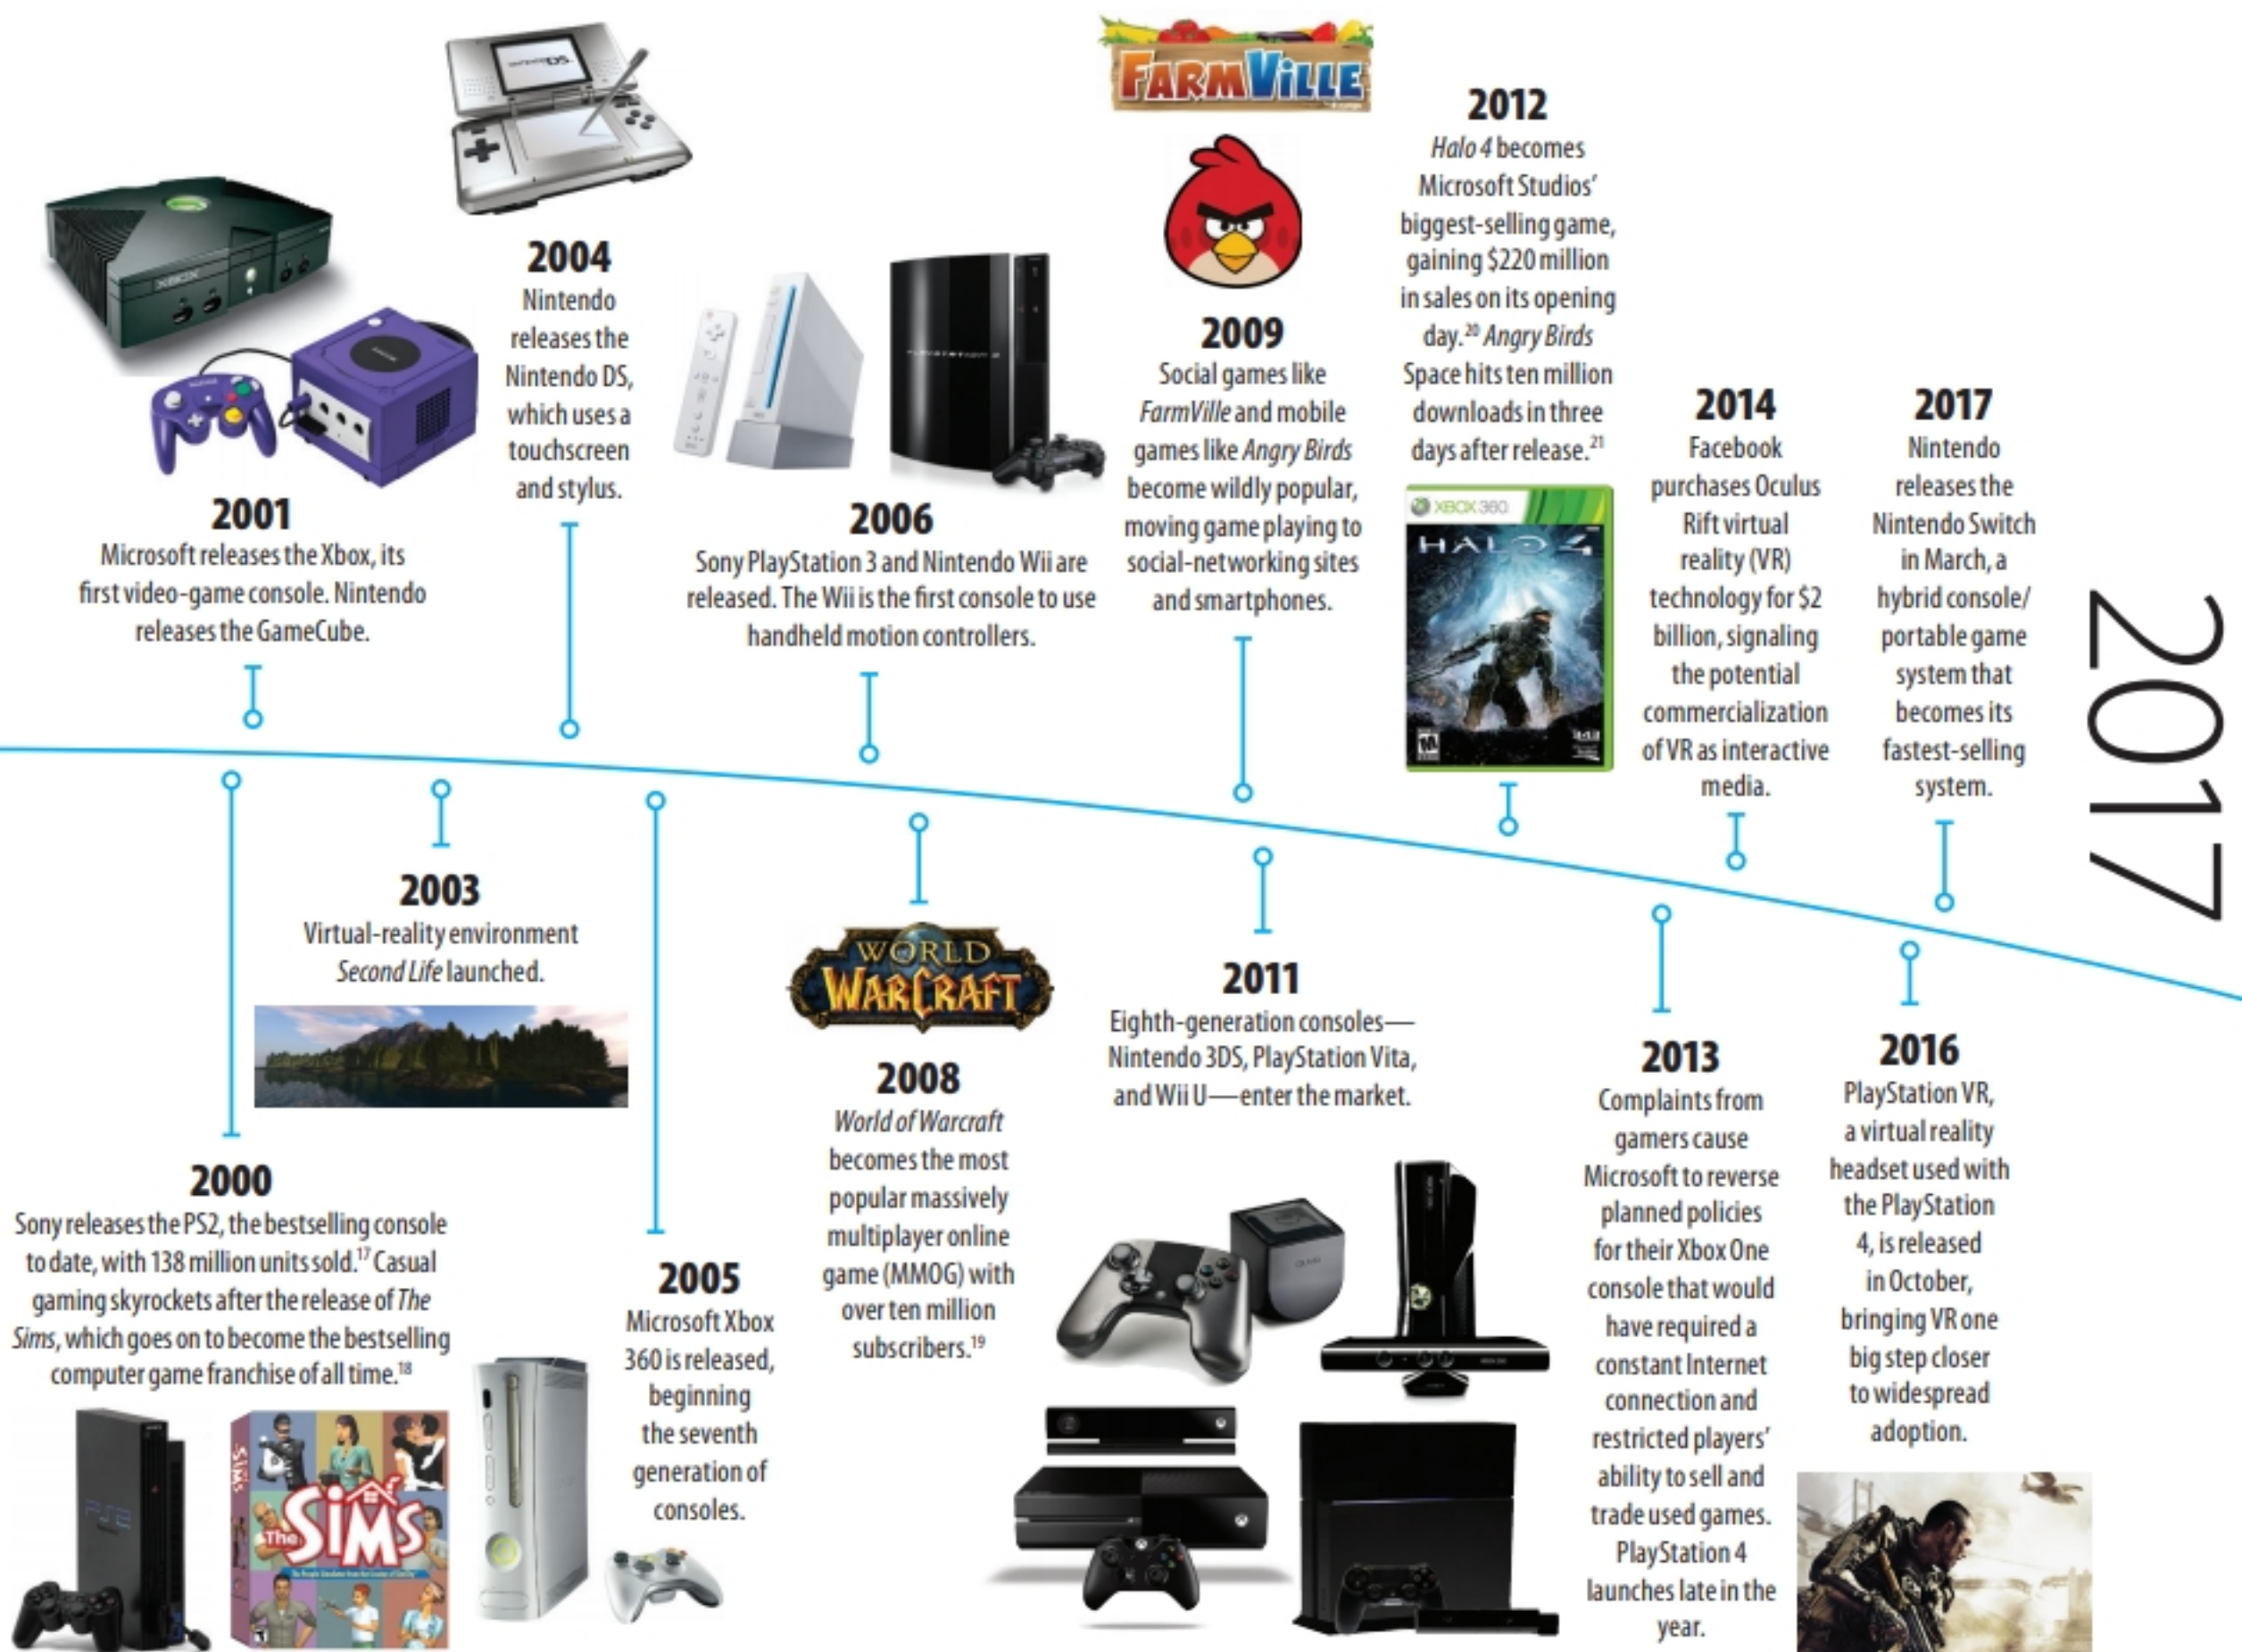 FARMVILLE
2012
Halo 4 becomes
Microsoft Studios'
biggest-selling game,
gaining $220 million
in sales on its opening
day.20 Angry Birds
Space hits ten million
downloads in three
days after release.21
XBOX 360
HALO 4
M
343
XBOX
2001
Microsoft releases the Xbox, its
first video-game console. Nintendo
releases the GameCube.
NINTENDO DS
2004
Nintendo
releases the
Nintendo DS,
which uses a
touchscreen
and stylus.
PLAYSTATION 3
2006
Sony PlayStation 3 and Nintendo Wii are
released. The Wii is the first console to use
handheld motion controllers.
2009
Social games like
FarmVille and mobile
games like Angry Birds
become wildly popular,
moving game playing to
social-networking sites
and smartphones.
2014
Facebook
purchases Oculus
Rift virtual
reality (VR)
technology for $2
billion, signaling
the potential
commercialization
of VR as interactive
media.
2017
Nintendo
releases the
Nintendo Switch
in March, a
hybrid console/
portable game
system that
becomes its
fastest-selling
system.
2017
2000
Sony releases the PS2, the bestselling console
to date, with 138 million units sold.17 Casual
gaming skyrockets after the release of The
Sims, which goes on to become the bestselling
computer game franchise of all time.18
PS2
SIMS
The SIMS
2003
Virtual-reality environment
Second Life launched.
2005
Microsoft Xbox
360 is released,
beginning
the seventh
generation of
consoles.
WORLD
WARCRAFT
2008
World of Warcraft
becomes the most
popular massively
multiplayer online
game (MMOG) with
over ten million
subscribers.19
2011
Eighth-generation consoles—
Nintendo 3DS, PlayStation Vita,
and Wii U—enter the market.
OUYA
2013
Complaints from
gamers cause
Microsoft to reverse
planned policies
for their Xbox One
console that would
have required a
constant Internet
connection and
restricted players'
ability to sell and
trade used games.
PlayStation 4
launches late in the
year.
2016
PlayStation VR,
a virtual reality
headset used with
the PlayStation
4, is released
in October,
bringing VR one
big step closer
to widespread
adoption.